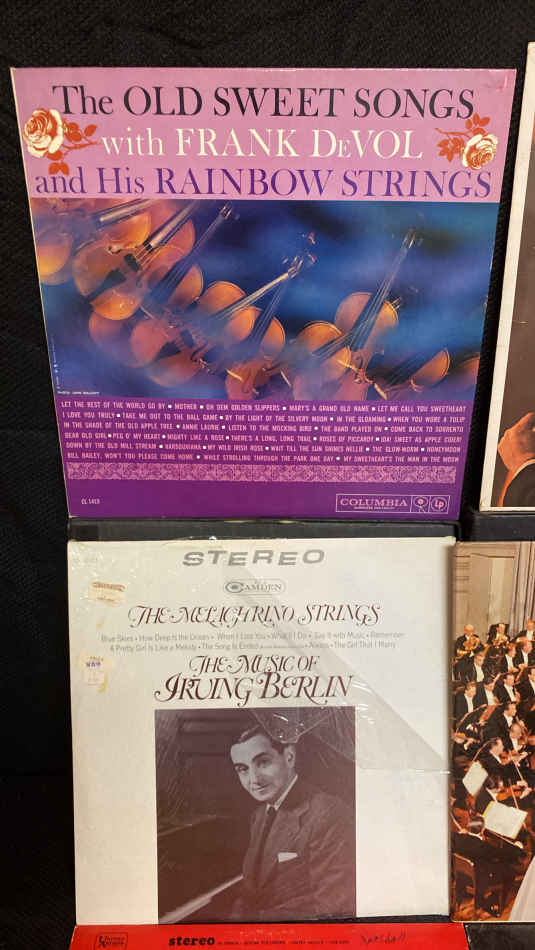 The OLD SWEET SONGS
with FRANK DEVOL
and His RAINBOW STRINGS
LET THE REST OF THE WORLD GO BY ■ MOTHER ■ OH DEM GOLDEN SLIPPERS ■ MARY'S A GRAND OLD NAME ■ LET ME CALL YOU SWEETHEART
I LOVE YOU TRULY ■ TAKE ME OUT TO THE BALL GAME ■ BY THE LIGHT OF THE SILVERY MOON ■ IN THE GLOAMING ■ WHEN YOU WORE A TULIP
IN THE SHADE OF THE OLD APPLE TREE ■ ANNIE LAURIE ■ LISTEN TO THE MOCKING BIRD ■ THE BAND PLAYED ON ■ COME BACK TO SORRENTO
DEAR OLD GIRL ■ PEG O' MY HEART ■ MIGHTY LIKE A ROSE ■ THERE'S A LONG, LONG TRAIL ■ ROSES OF PICCARDY ■ IDA! SWEET AS APPLE CIDER!
DOWN BY THE OLD MILL STREAM ■ NARCISSUS ■ MY WILD IRISH ROSE ■ WAIT TILL THE SUN SHINES NELLIE ■ THE GLOW-WORM ■ HONEYMOON
BILL BAILEY, WON'T YOU PLEASE COME HOME ■ WHILE STROLLING THROUGH THE PARK ONE DAY ■ MY SWEETHEART'S THE MAN IN THE MOON
CL 1413
COLUMBIA
Lp
STEREO
CAMDEN
THE MELACHRINO STRINGS
Blue Skies • How Deep Is the Ocean • When I Lost You • What'll I Do • Say It with Music • Remember
A Pretty Girl Is Like a Melody • The Song Is Ended • Always • The Girl That I Marry
THE MUSIC OF
IRVING BERLIN
stereo